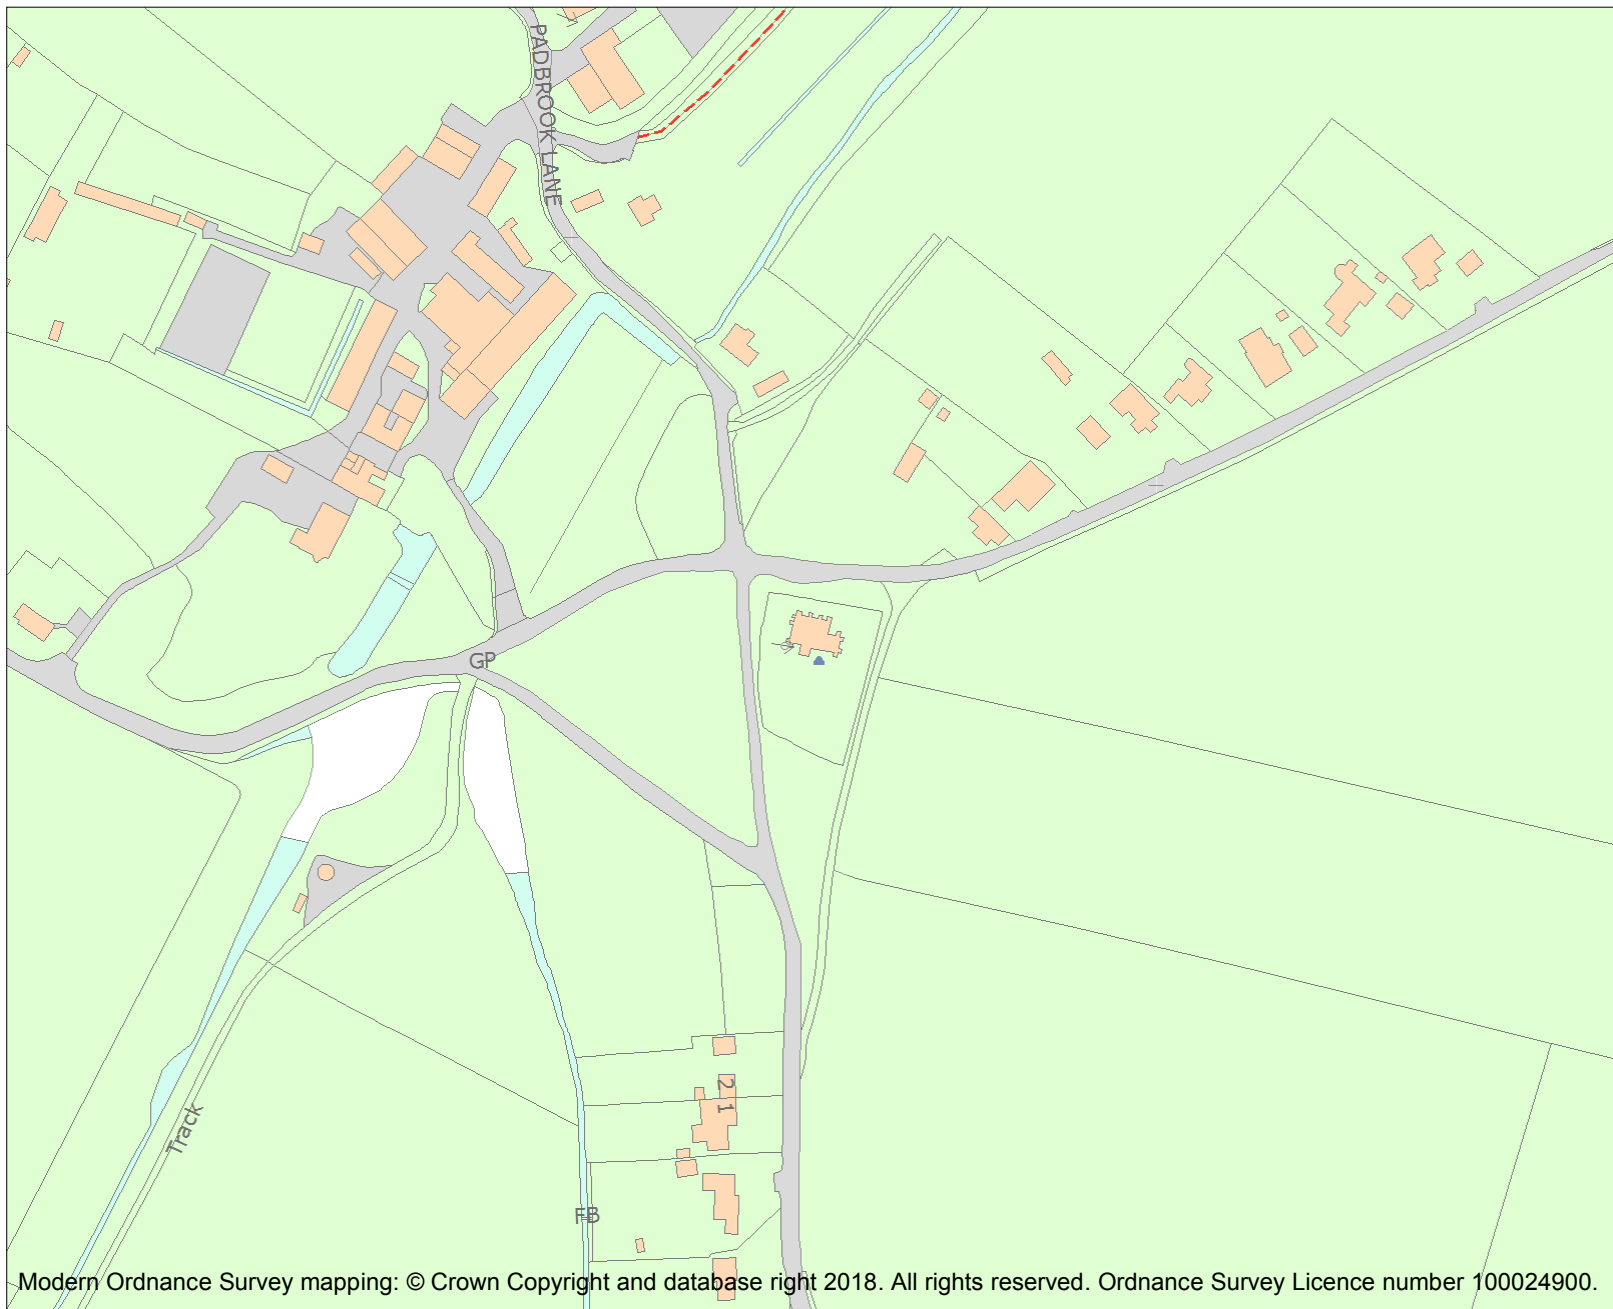 PADBROOK LANE
GP
2
1
Track
FB
Modern Ordnance Survey mapping: © Crown Copyright and database right 2018. All rights reserved. Ordnance Survey Licence number 100024900.